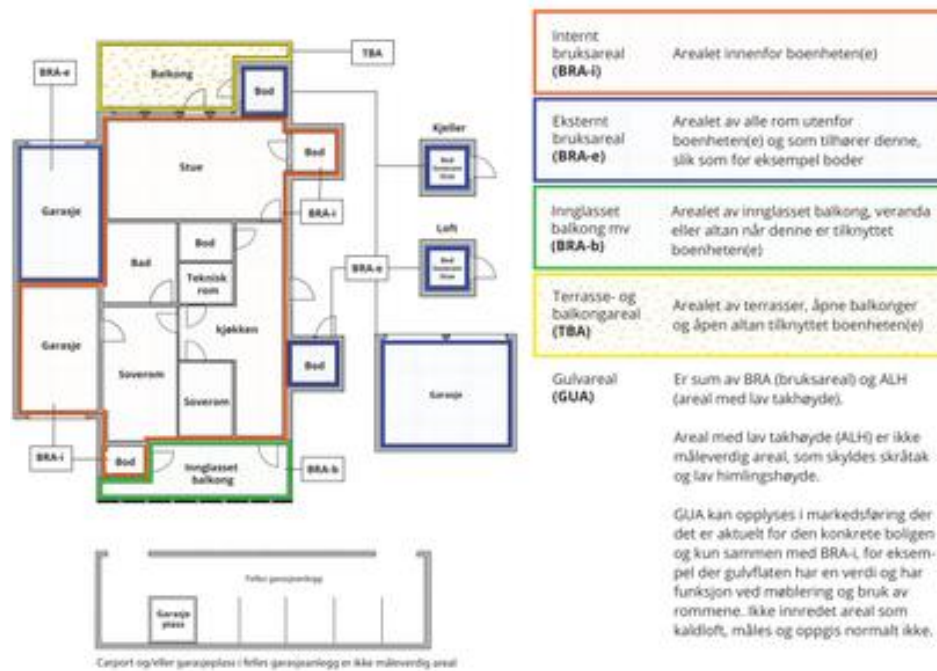 TBA
BRA-e
Balkong
Bod
Kjeller
Bod
Stue
Bod
BRA-i
Garasje
Loft
Bod
Bad
Teknisk
rom
BRA-e
kjøkken
Garasje
Soverom
Bod
Garasje
Soverom
BRA-i
Bod
Innglasset
balkong
BRA-b
Felles garasjeanlegg
Garasje
plass
Carport og/eller garasjeplass i felles garasjeanlegg er ikke måleverdig areal
Internt
bruksareal
(BRA-i)
Arealet innenfor boenheten(e)
Eksternt
bruksareal
(BRA-e)
Arealet av alle rom utenfor
boenheten(e) og som tilhører denne,
slik som for eksempel boder
Innglasset
balkong mv
(BRA-b)
Arealet av innglasset balkong, veranda
eller altan når denne er tilknyttet
boenheten(e)
Terrasse- og
balkongareal
(TBA)
Arealet av terrasser, åpne balkonger
og åpen altan tilknyttet boenheten(e)
Gulvareal
(GUA)
Er sum av BRA (bruksareal) og ALH
(areal med lav takhøyde).
Areal med lav takhøyde (ALH) er ikke
måleverdig areal, som skyldes skråtak
og lav himlingshøyde.
GUA kan opplyses i markedsføring der
det er aktuelt for den konkrete boligen
og kun sammen med BRA-i, for eksem-
pel der gulvflaten har en verdi og har
funksjon ved møblering og bruk av
rommene. Ikke innredet areal som
kaldloft, måles og oppgis normalt ikke.